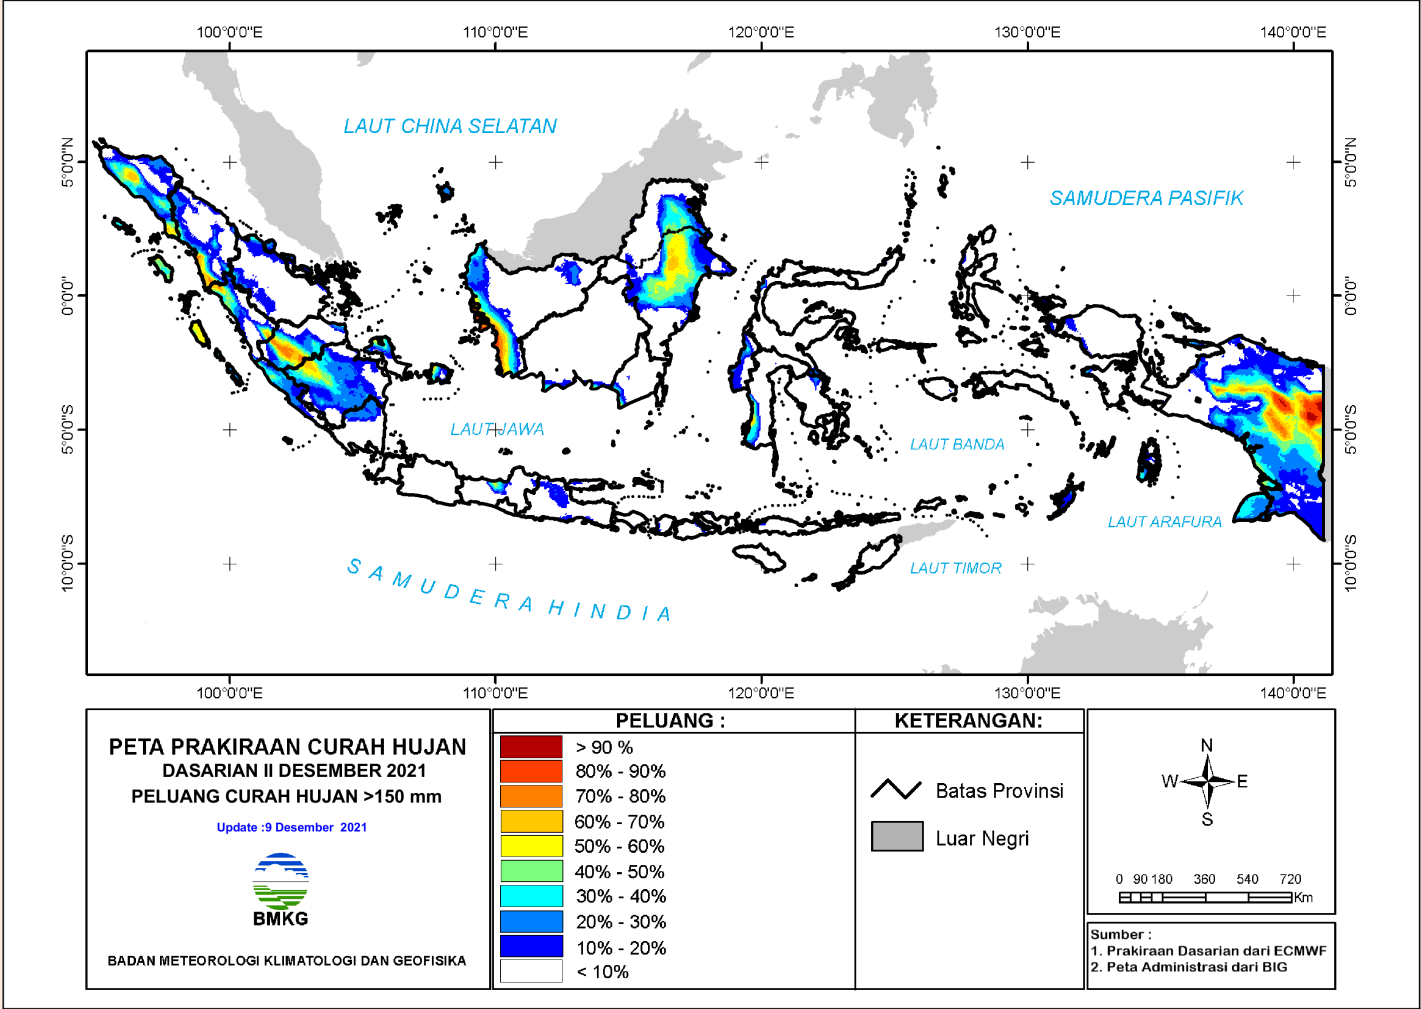 100°0'0"E 110°0'0"E 120°0'0"E 130°0'0"E 140°0'0"E
5°0'0"N
0°0'0"
5°0'0"S
10°0'0"S
LAUT CHINA SELATAN
SAMUDERA PASIFIK
LAUT JAWA
LAUT BANDA
LAUT ARAFURA
LAUT TIMOR
SAMUDERA HINDIA
5°0'0"N
0°0'0"
5°0'0"S
10°0'0"S
100°0'0"E 110°0'0"E 120°0'0"E 130°0'0"E 140°0'0"E
PETA PRAKIRAAN CURAH HUJAN
DASARIAN II DESEMBER 2021
PELUANG CURAH HUJAN >150 mm
Update :9 Desember 2021
BMKG
BADAN METEOROLOGI KLIMATOLOGI DAN GEOFISIKA
PELUANG :
> 90 %
80% - 90%
70% - 80%
60% - 70%
50% - 60%
40% - 50%
30% - 40%
20% - 30%
10% - 20%
< 10%
KETERANGAN:
Batas Provinsi
Luar Negri
N
W E
S
0 90 180 360 540 720
Km
Sumber :
1. Prakiraan Dasarian dari ECMWF
2. Peta Administrasi dari BIG